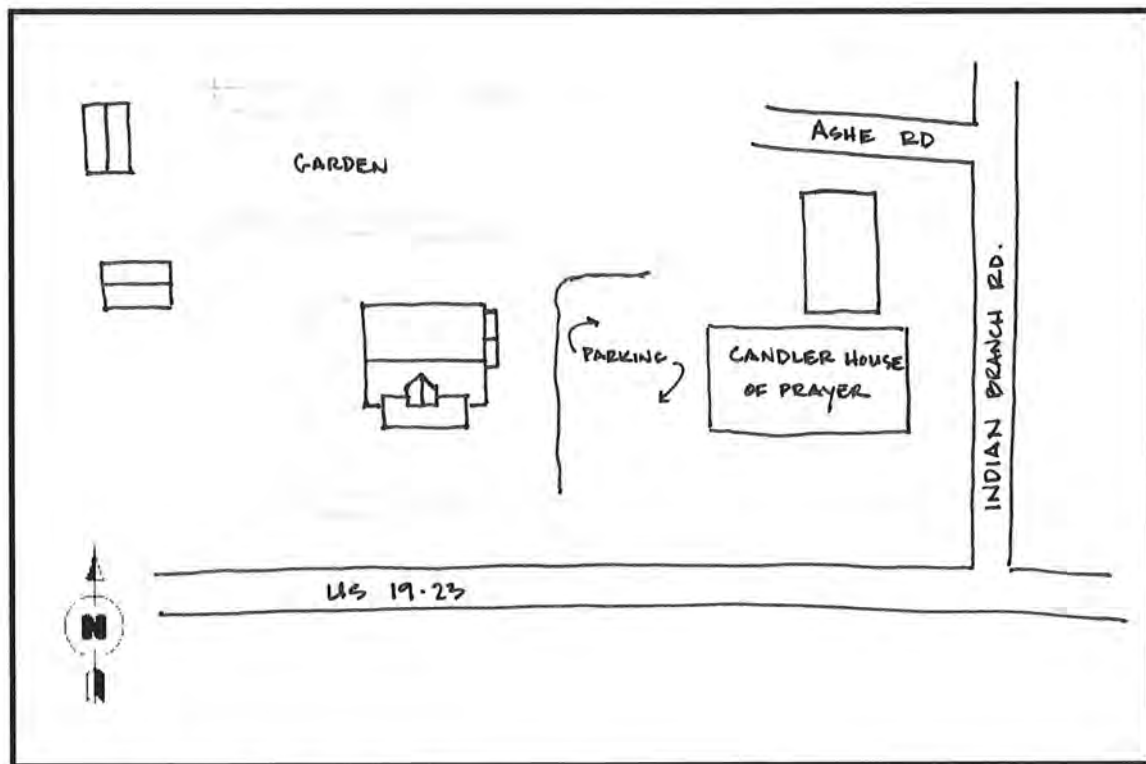 ASHE RD
GARDEN
INDIAN BRANCH RD.
PARKING
CANDLER HOUSE
OF PRAYER
US 19-23
N